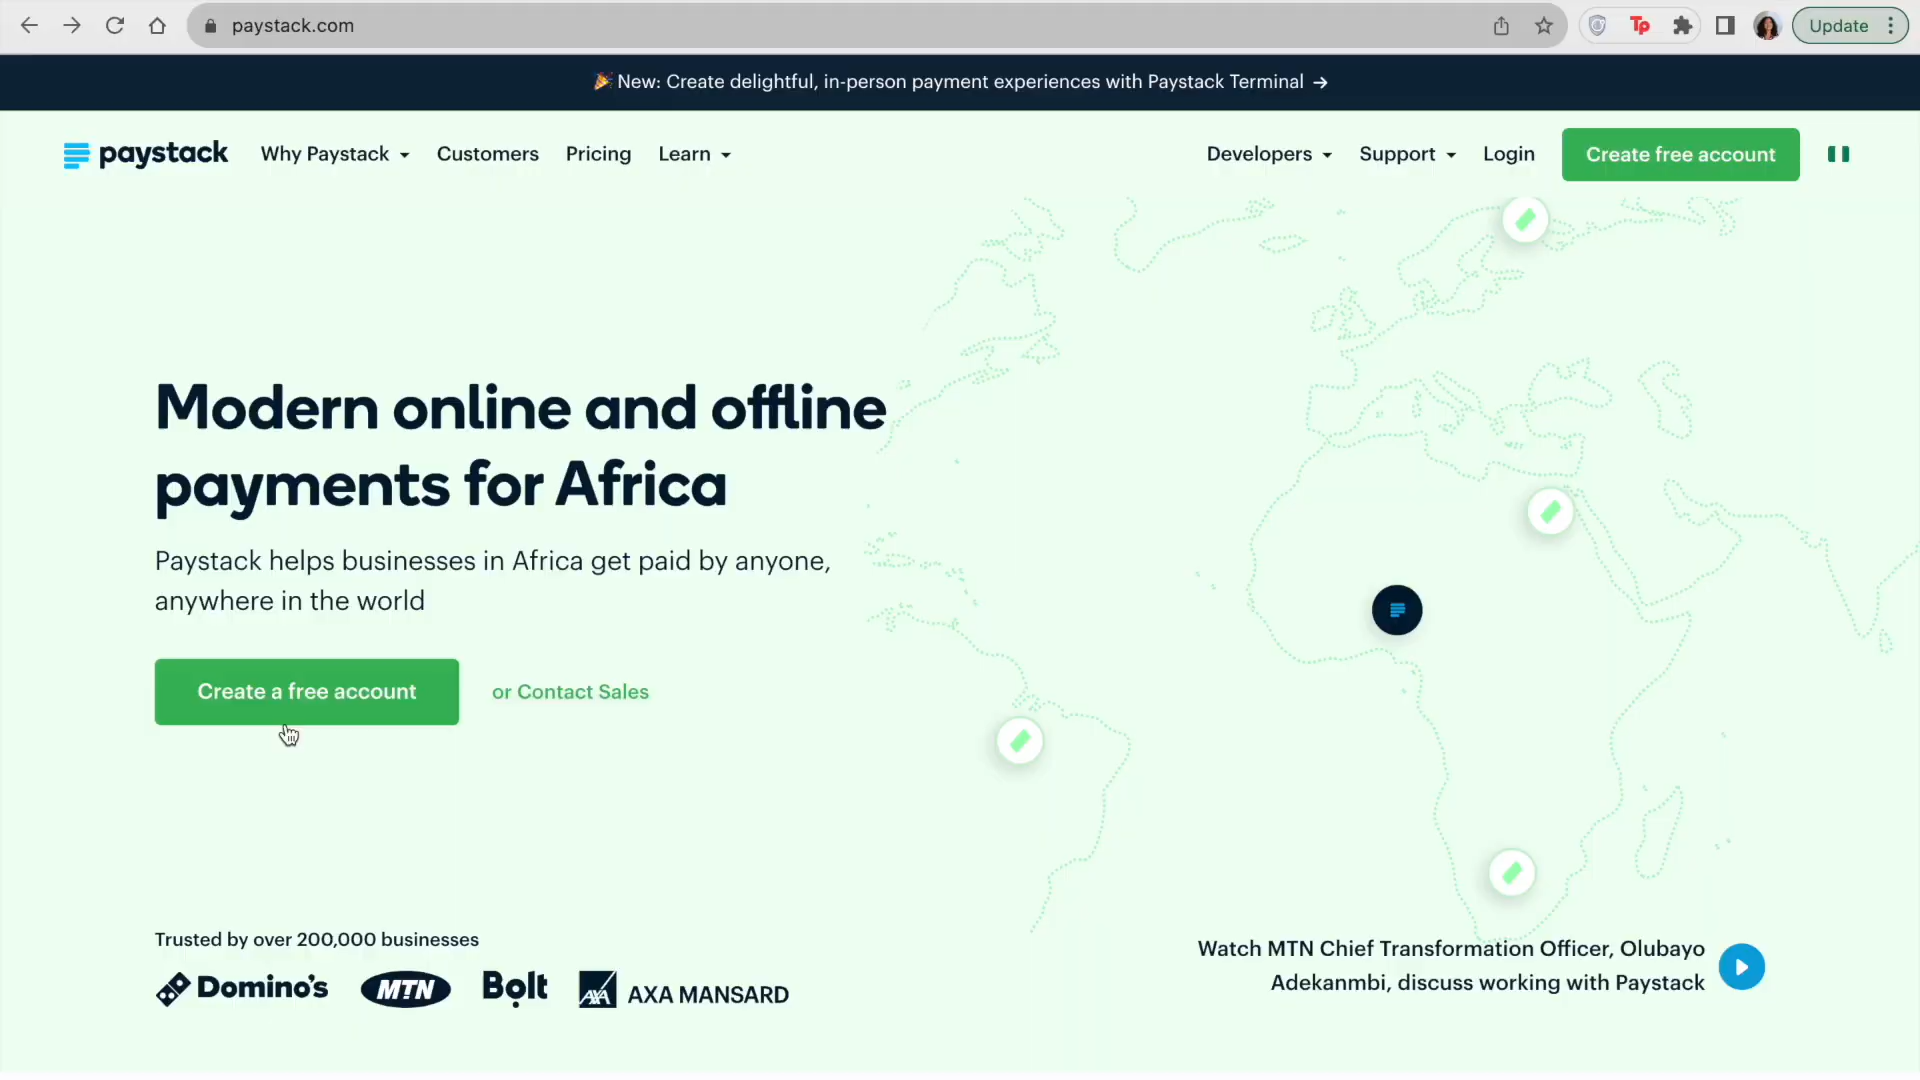 paystack.com
Update
🎉 New: Create delightful, in-person payment experiences with Paystack Terminal →
paystack Why Paystack Customers Pricing Learn Developers Support Login Create free account
Modern online and offline
payments for Africa
Paystack helps businesses in Africa get paid by anyone,
anywhere in the world
Create a free account or Contact Sales
Trusted by over 200,000 businesses
Domino's MTN Bolt AXA AXA MANSARD
Watch MTN Chief Transformation Officer, Olubayo
Adekanmbi, discuss working with Paystack
Tp